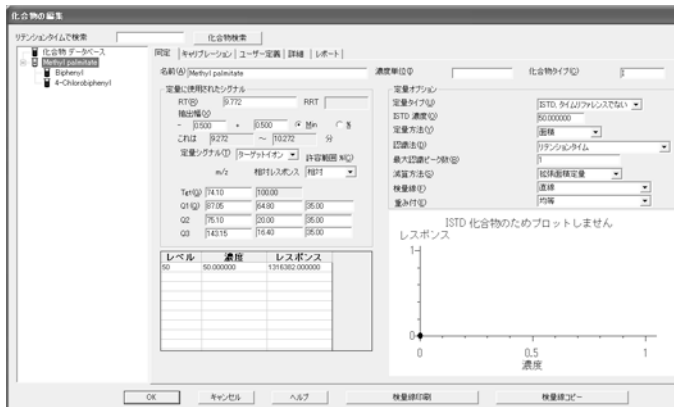 化合物の編集
リテンションタイムで検索 化合物検索
化合物 データベース
Methyl palmitate
Biphenyl
4-Chlorobiphenyl
同定 キャリブレーション ユーザー定義 詳細 レポート
名前(A) Methyl palmitate 濃度単位(I) 化合物タイプ(C)
定量に使用されたシグナル
RT(R) 9.772 RRT
抽出幅(X)
- 0.500 + 0.500 Min %
これは 9.272 ～ 10.272 分
定量シグナル(T) ターゲットイオン 許容範囲 %(C)
m/z 相対レスポンス 相対
Tgt(G) 74.10 100.00
Q1(Q) 87.05 64.80 35.00
Q2 75.10 20.00 35.00
Q3 143.15 16.40 35.00
定量オプション
定量タイプ(U) ISTD, タイムリファレンスでない
ISTD 濃度(O) 50.000000
定量方法(Y) 面積
認識法(D) リテンションタイム
最大認識ピーク数(B) 1
減算方法(G) 拡張面積定量
検量線(F) 直線
重み付(E) 均等
レベル 濃度 レスポンス
50 50.000000 1316382.000000
ISTD 化合物のためプロットしません
レスポンス
1
0
0 0.5 1
濃度
OK キャンセル ヘルプ 検量線印刷 検量線コピー